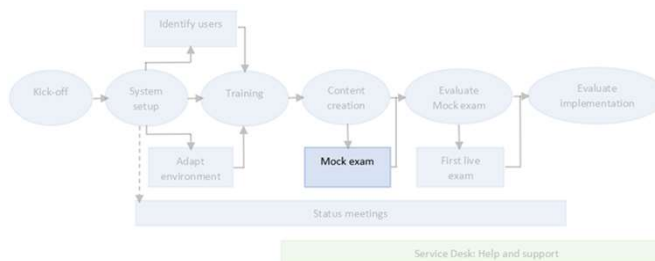 Identify users
Kick-off
System
setup
Training
Content
creation
Evaluate
Mock exam
Evaluate
implementation
Adapt
environment
Mock exam
First live
exam
Status meetings
Service Desk: Help and support